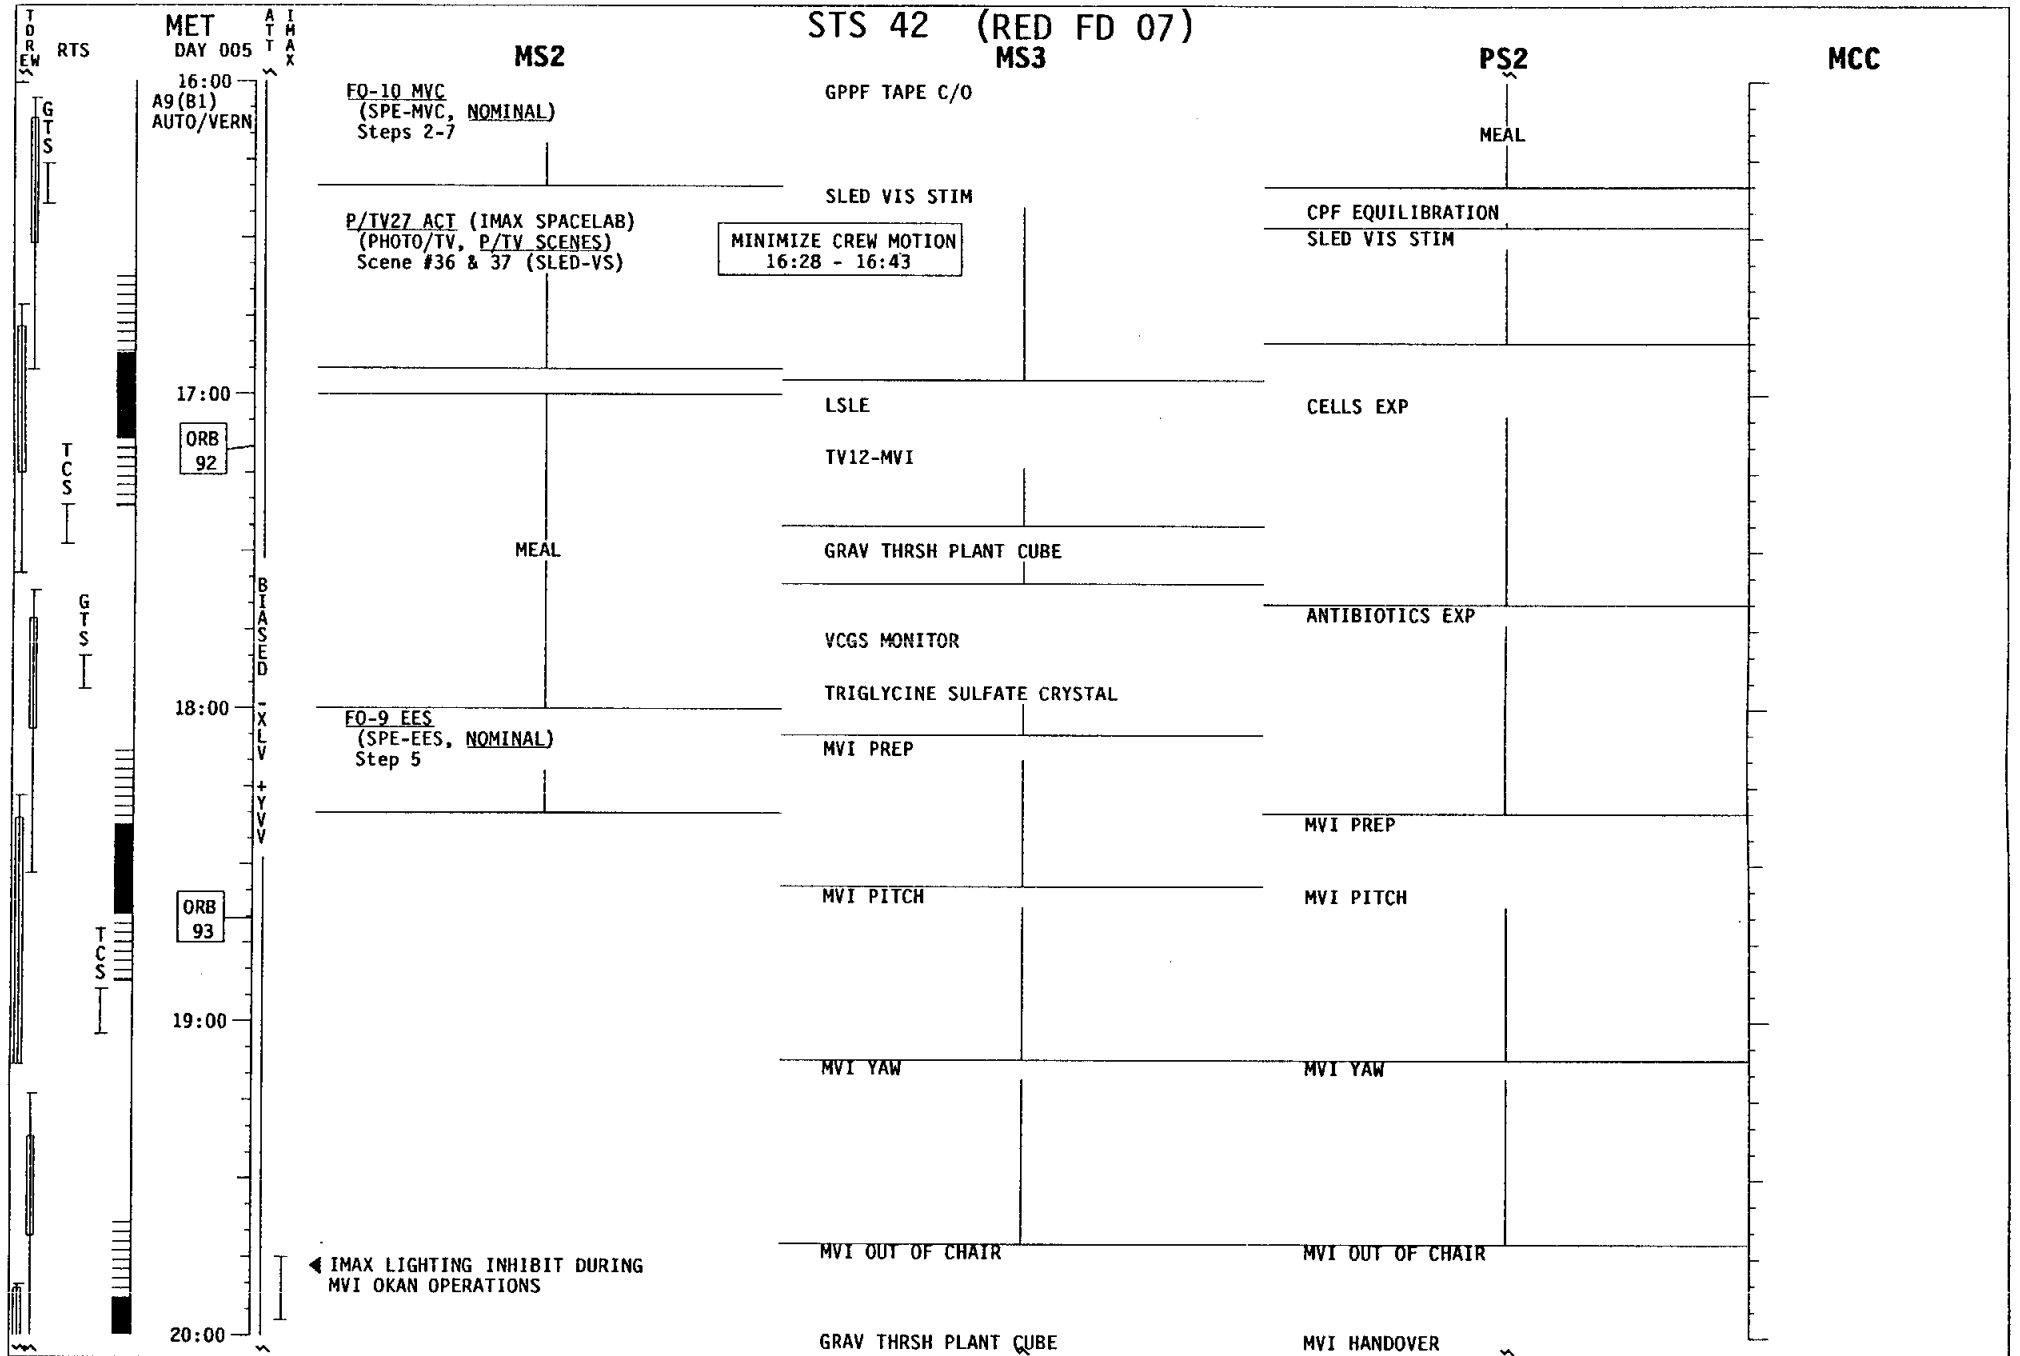 STS 42 (RED FD 07)
TDREW
RTS
MET
DAY 005
ATT
IMAX
MS2
MS3
PS2
MCC
16:00
A9(B1)
AUTO/VERN
GTS
FO-10 MVC
(SPE-MVC, NOMINAL)
Steps 2-7
GPPF TAPE C/O
MEAL
SLED VIS STIM
P/TV27 ACT (IMAX SPACELAB)
(PHOTO/TV, P/TV SCENES)
Scene #36 & 37 (SLED-VS)
MINIMIZE CREW MOTION
16:28 - 16:43
CPF EQUILIBRATION
SLED VIS STIM
17:00
ORB
92
TCS
LSLE
TV12-MVI
CELLS EXP
MEAL
GRAV THRSH PLANT CUBE
GTS
BIASED -XLV +YVV
ANTIBIOTICS EXP
VCGS MONITOR
TRIGLYCINE SULFATE CRYSTAL
18:00
FO-9 EES
(SPE-EES, NOMINAL)
Step 5
MVI PREP
MVI PREP
ORB
93
TCS
MVI PITCH
MVI PITCH
19:00
MVI YAW
MVI YAW
MVI OUT OF CHAIR
MVI OUT OF CHAIR
IMAX LIGHTING INHIBIT DURING
MVI OKAN OPERATIONS
20:00
GRAV THRSH PLANT CUBE
MVI HANDOVER